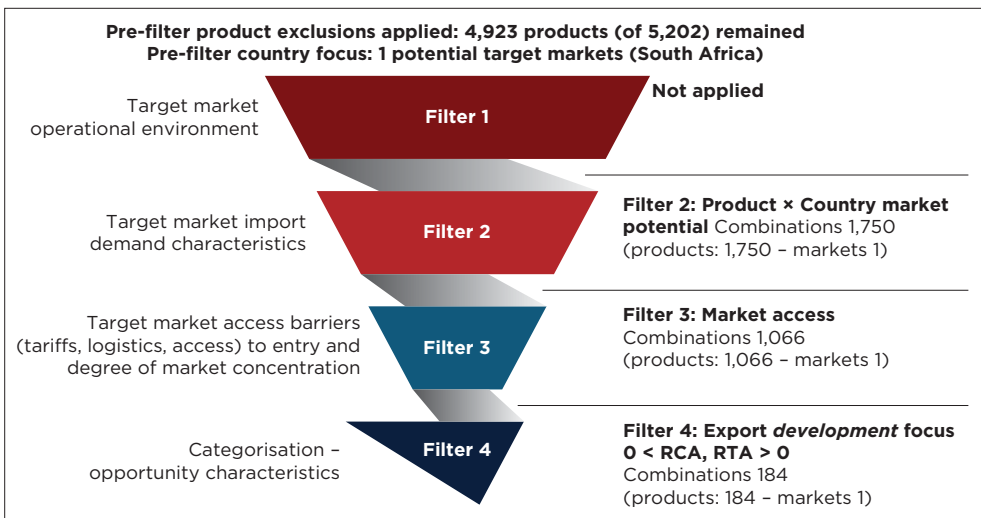 Pre-filter product exclusions applied: 4,923 products (of 5,202) remained
Pre-filter country focus: 1 potential target markets (South Africa)
Target market
operational environment
Filter 1
Not applied
Target market import
demand characteristics
Filter 2
Filter 2: Product × Country market
potential Combinations 1,750
(products: 1,750 – markets 1)
Target market access barriers
(tariffs, logistics, access) to entry and
degree of market concentration
Filter 3
Filter 3: Market access
Combinations 1,066
(products: 1,066 – markets 1)
Categorisation –
opportunity characteristics
Filter 4
Filter 4: Export development focus
0 < RCA, RTA > 0
Combinations 184
(products: 184 – markets 1)